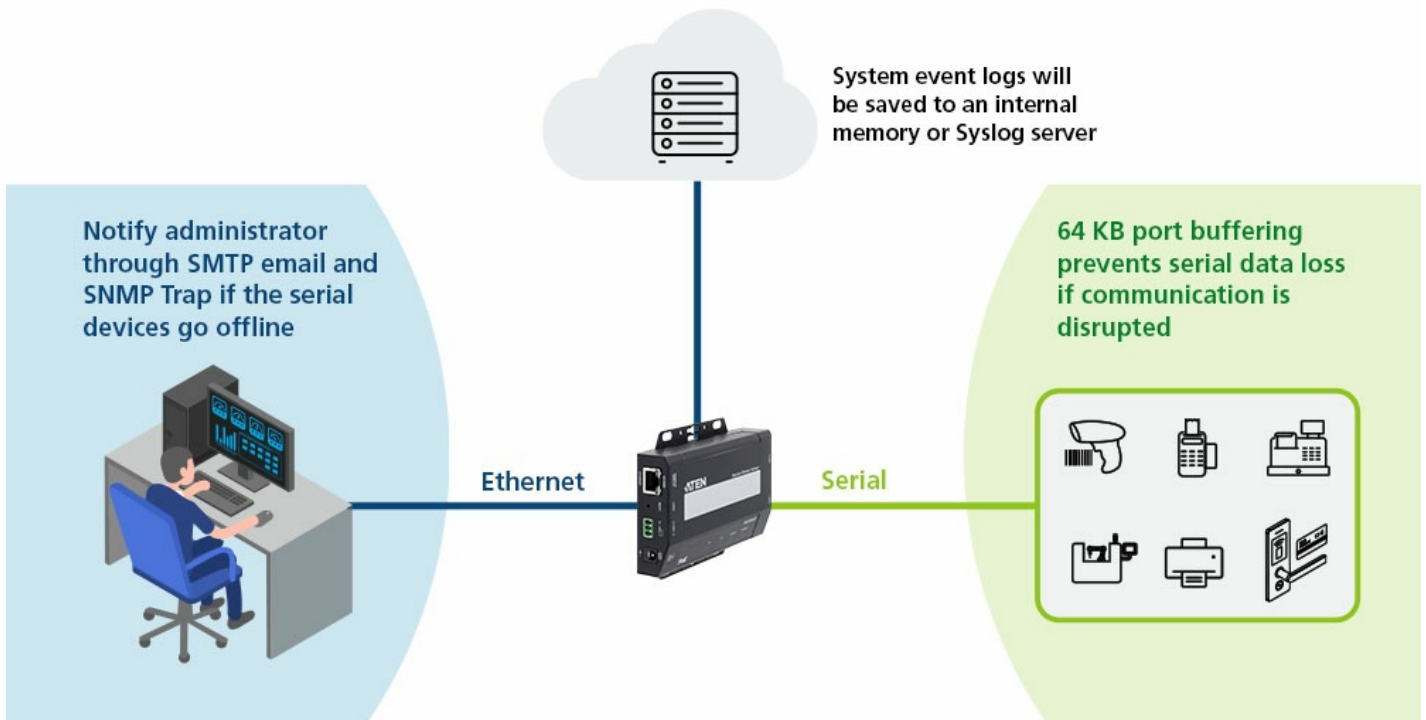 System event logs will
be saved to an internal
memory or Syslog server
Notify administrator
through SMTP email and
SNMP Trap if the serial
devices go offline
64 KB port buffering
prevents serial data loss
if communication is
disrupted
Ethernet
ATEN
Serial